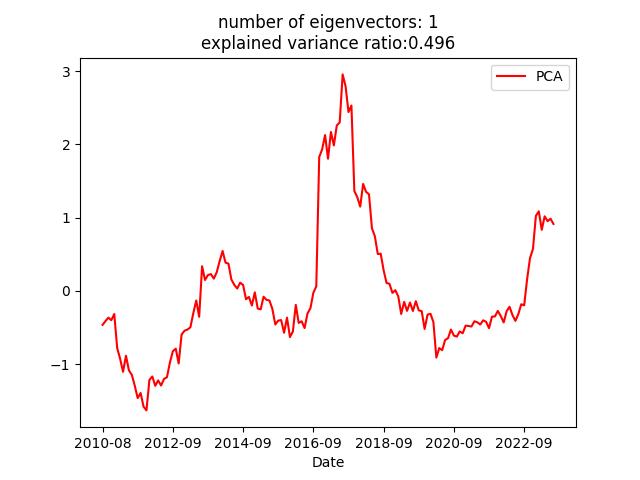 number of eigenvectors: 1
explained variance ratio:0.496
PCA
3
2
1
0
−1
2010-08 2012-09 2014-09 2016-09 2018-09 2020-09 2022-09
Date